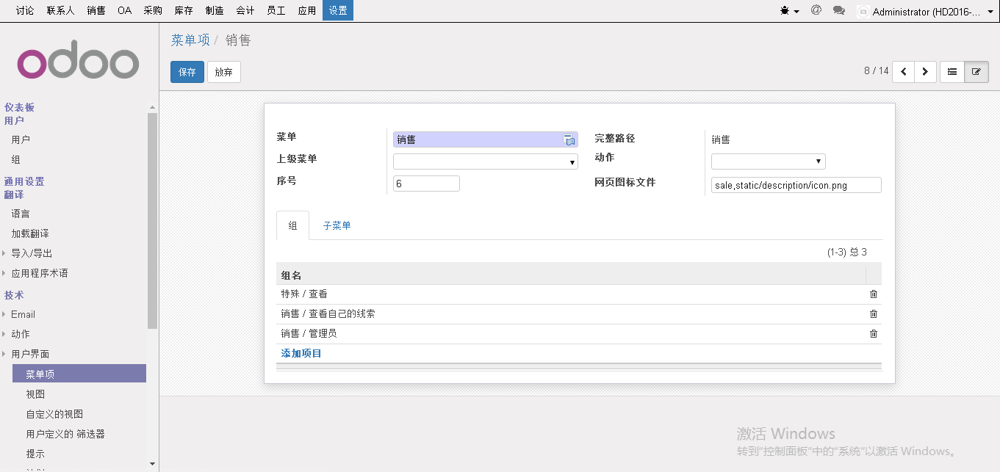 讨论 联系人 销售 OA 采购 库存 制造 会计 员工 应用 设置 Administrator (HD2016-...
odoo
菜单项 / 销售
保存 放弃
8 / 14
仪表板
用户
用户
组
通用设置
翻译
语言
加载翻译
导入/导出
应用程序术语
技术
Email
动作
用户界面
菜单项
视图
自定义的视图
用户定义的 筛选器
提示
菜单 销售
上级菜单
序号 6
完整路径 销售
动作
网页图标文件 sale,static/description/icon.png
组 子菜单
(1-3) 总 3
组名
特殊 / 查看
销售 / 查看自己的线索
销售 / 管理员
添加项目
激活 Windows
转到"控制面板"中的"系统"以激活 Windows。